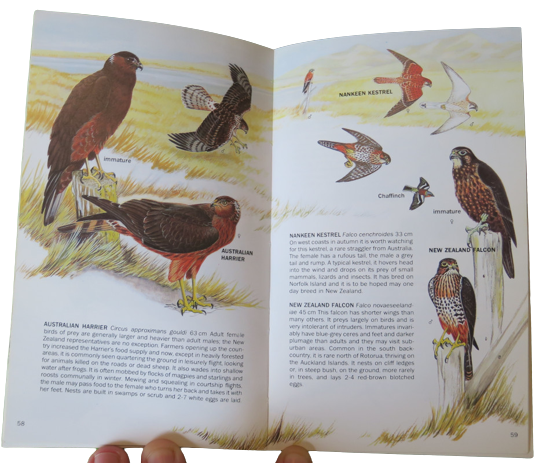 immature
AUSTRALIAN
HARRIER
AUSTRALIAN HARRIER Circus approximans gouldi 63 cm Adult female
birds of prey are generally larger and heavier than adult males: the New
Zealand representatives are no exception. Farmers opening up the coun-
try increased the Harrier's food supply and now, except in heavily forested
areas, it is commonly seen quartering the ground in leisurely flight, looking
for animals killed on the roads or dead sheep. It also wades into shallow
water after frogs. It is often mobbed by flocks of magpies and starlings and
roosts communally in winter. Mewing and squealing in courtship flights,
the male may pass food to the female who turns her back and takes it with
her feet. Nests are built in swamps or scrub and 2-7 white eggs are laid.
58
NANKEEN KESTREL
Chaffinch
immature
♀
NANKEEN KESTREL Falco cenchroides 33 cm
On west coasts in autumn it is worth watching
for this kestrel, a rare straggler from Australia.
The female has a rufous tail, the male a grey
tail and rump. A typical kestrel, it hovers head
into the wind and drops on its prey of small
mammals, lizards and insects. It has bred on
Norfolk Island and it is to be hoped may one
day breed in New Zealand.
NEW ZEALAND FALCON
NEW ZEALAND FALCON Falco novaeseeland-
iae 45 cm This falcon has shorter wings than
many others. It preys largely on birds and is
very intolerant of intruders. Immatures invari-
ably have blue-grey ceres and feet and darker
plumage than adults and they may visit sub-
urban areas. Common in the south back-
country, it is rare north of Rotorua, thriving on
the Auckland Islands. It nests on cliff ledges
or, in steep bush, on the ground, more rarely
in trees, and lays 2-4 red-brown blotched
eggs.
59